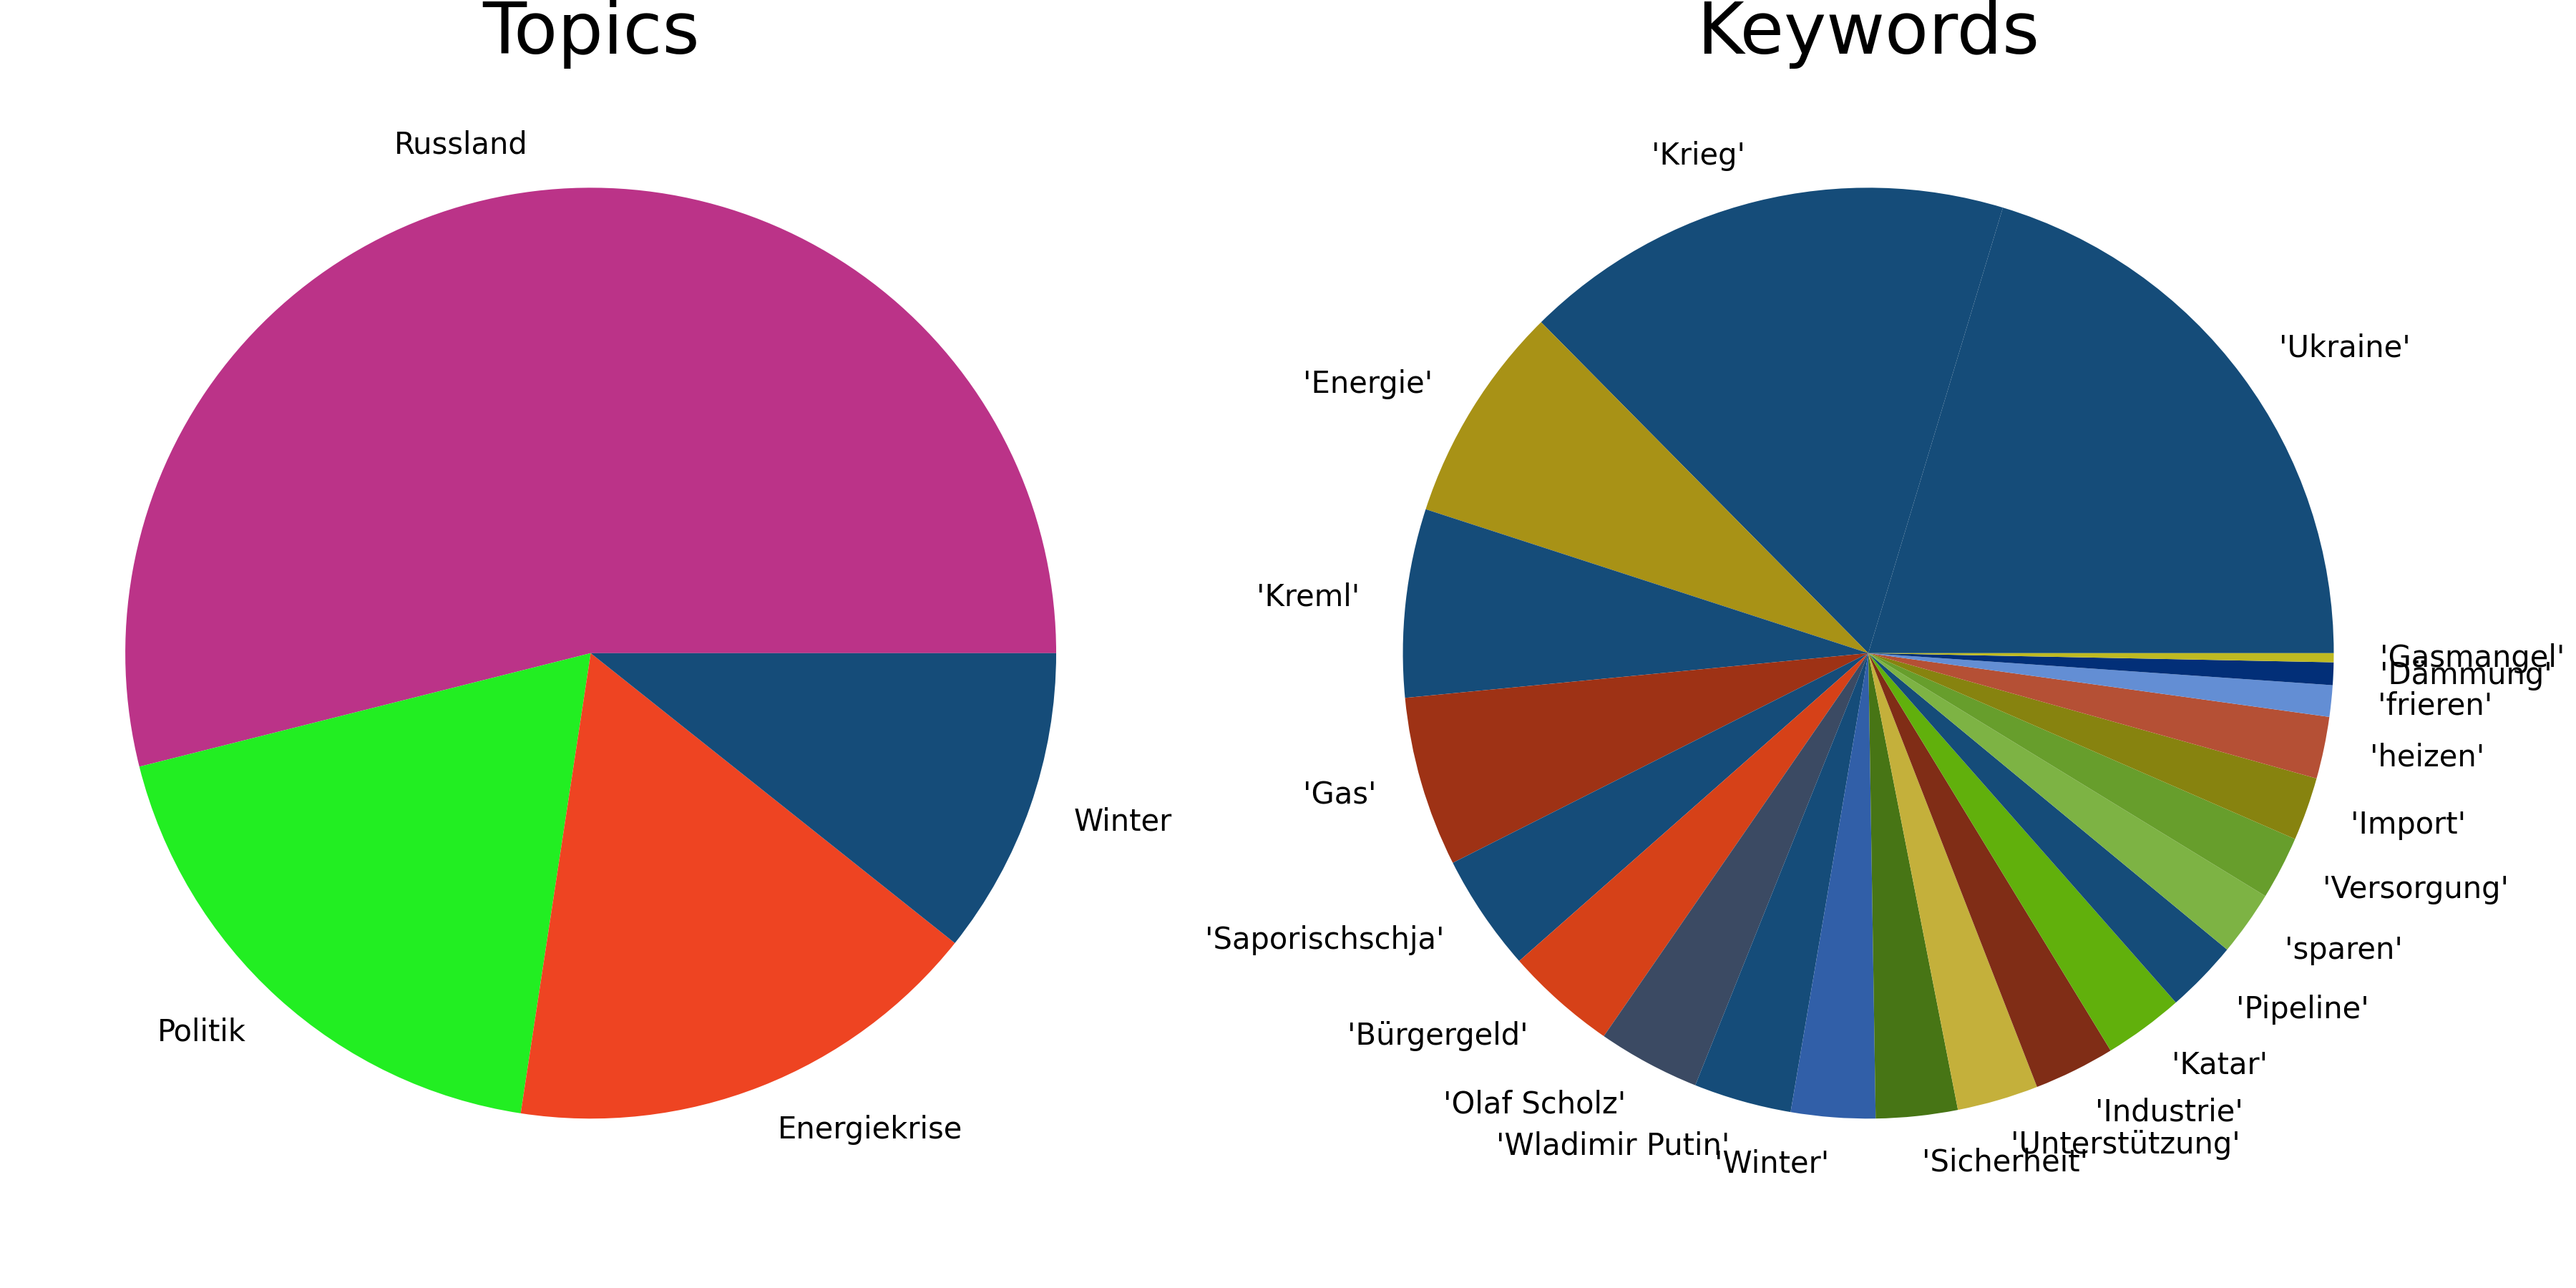 Topics
Keywords
Russland
Politik
Energiekrise
Winter
'Ukraine'
'Krieg'
'Energie'
'Kreml'
'Gas'
'Saporischschja'
'Bürgergeld'
'Olaf Scholz'
'Wladimir Putin'
'Winter'
'Sicherheit'
'Unterstützung'
'Industrie'
'Katar'
'Pipeline'
'sparen'
'Versorgung'
'Import'
'heizen'
'frieren'
'Dämmung'
'Gasmangel'